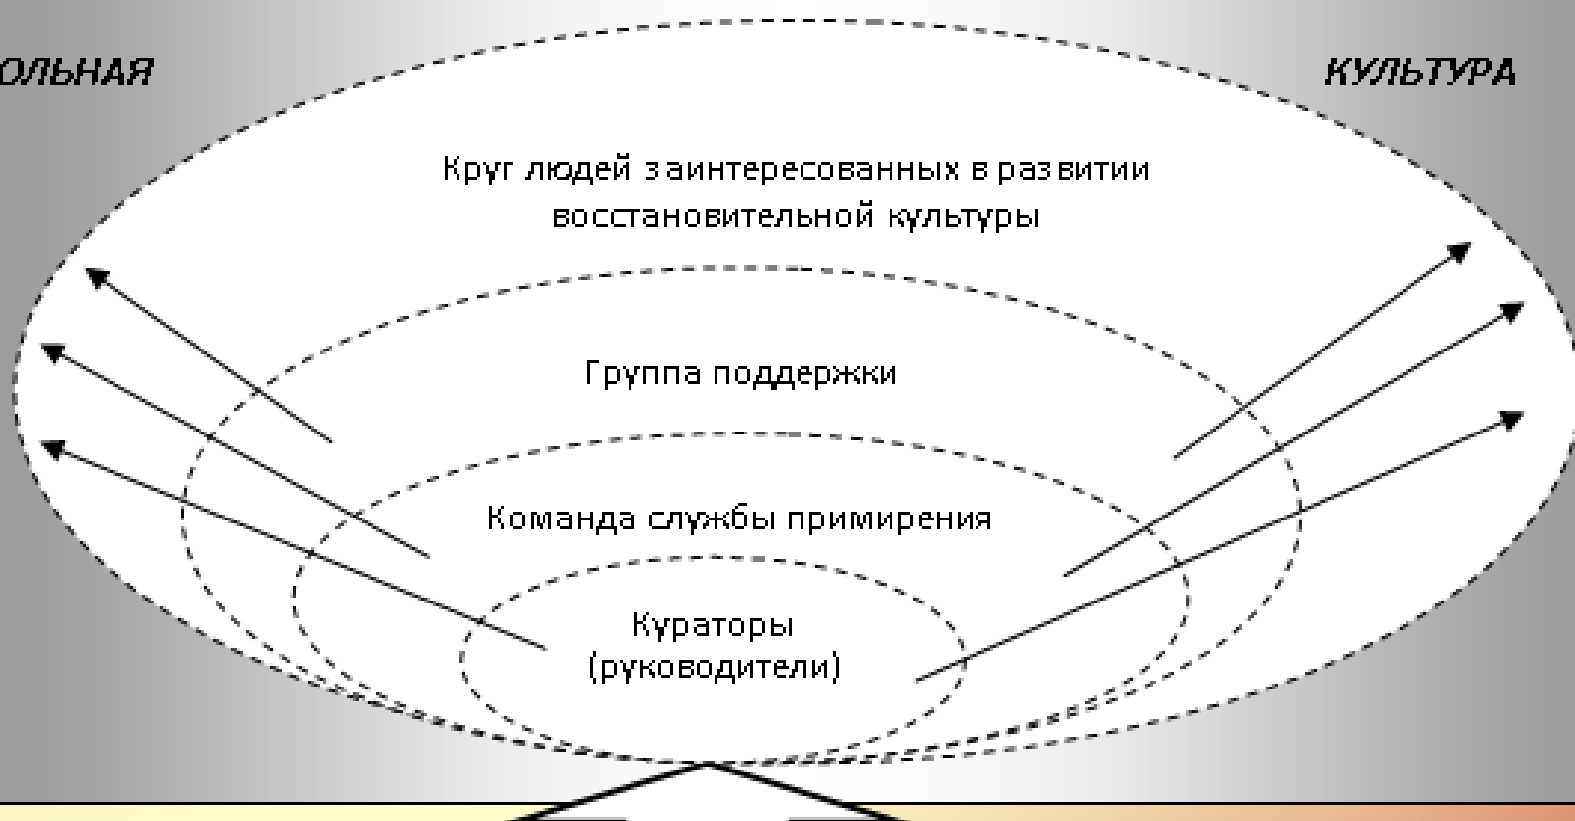 ОЛЬНАЯ
КУЛЬТУРА
Круг людей заинтересованных в развитии
восстановительной культуры
Группа поддержки
Команда службы примирения
Кураторы
(руководители)